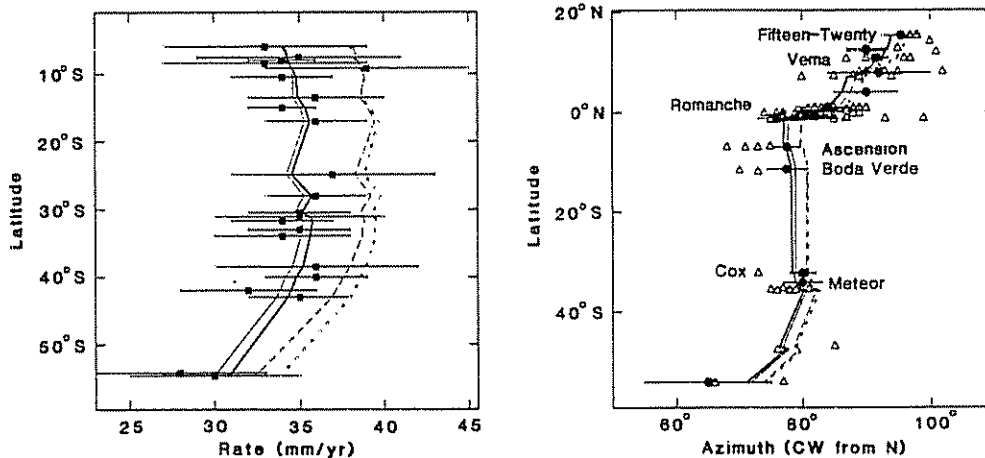 10°S
20°S
30°S
40°S
50°S
Latitude
25
30
35
40
45
Rate (mm/yr)
20°N
0°N
20°S
40°S
Latitude
Fifteen-Twenty
Vema
Romanche
Ascension
Boda Verde
Cox
Meteor
60°
80°
100°
Azimuth (CW from N)